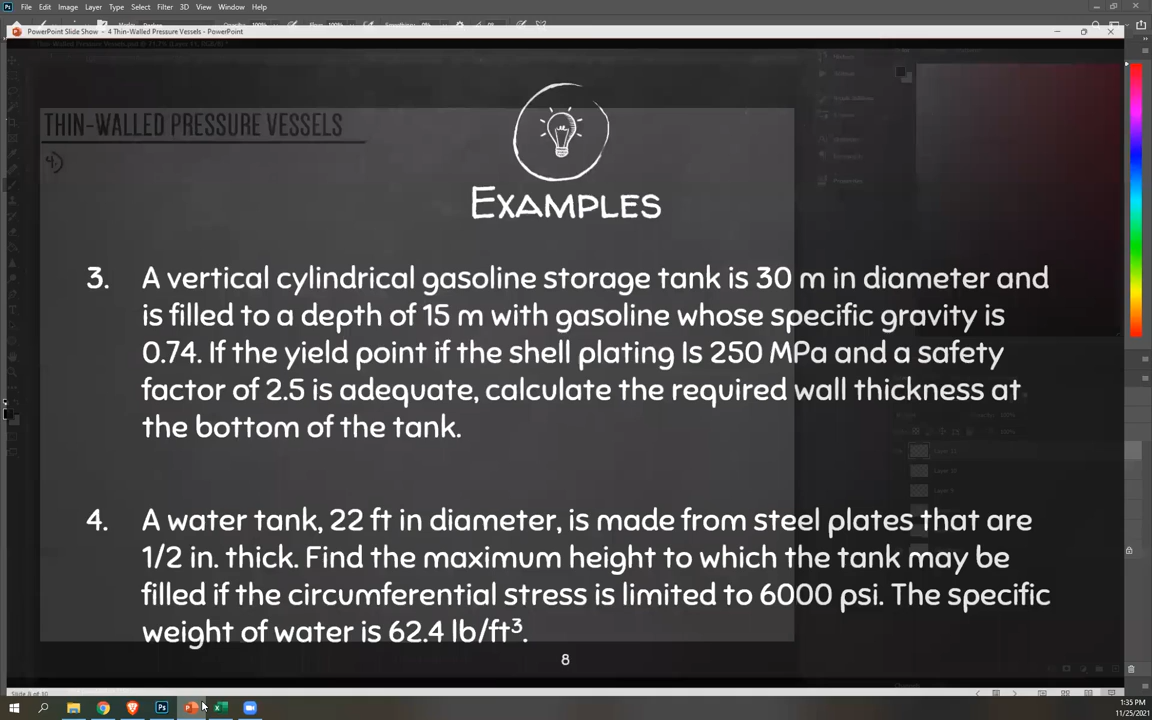 File Edit Image Layer Type Select Filter 3D View Window Help
PowerPoint Slide Show - 4 Thin-Walled Pressure Vessels - PowerPoint
THIN-WALLED PRESSURE VESSELS
4)
EXAMPLES
3. A vertical cylindrical gasoline storage tank is 30 m in diameter and
is filled to a depth of 15 m with gasoline whose specific gravity is
0.74. If the yield point if the shell plating Is 250 MPa and a safety
factor of 2.5 is adequate, calculate the required wall thickness at
the bottom of the tank.
4. A water tank, 22 ft in diameter, is made from steel plates that are
1/2 in. thick. Find the maximum height to which the tank may be
filled if the circumferential stress is limited to 6000 psi. The specific
weight of water is 62.4 lb/ft³.
8
1:35 PM
11/25/2021